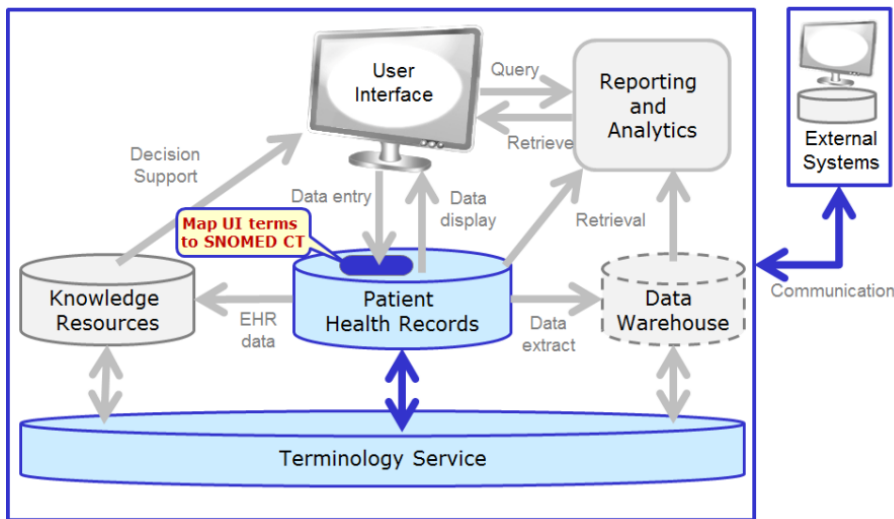 User
Interface
Query
Retrieve
Reporting
and
Analytics
External
Systems
Decision
Support
Data entry
Data
display
Retrieval
Map UI terms
to SNOMED CT
Knowledge
Resources
EHR
data
Patient
Health Records
Data
extract
Data
Warehouse
Communication
Terminology Service